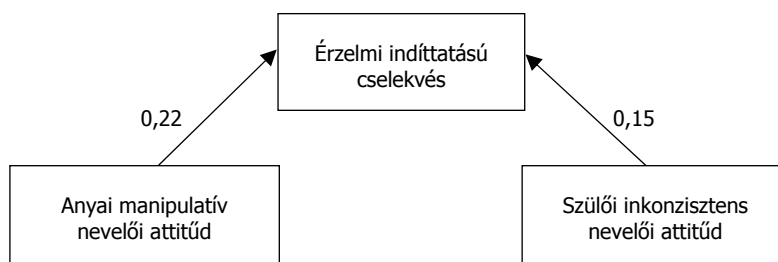 Érzelmi indíttatású
cselekvés
0,22
0,15
Anyai manipulatív
nevelői attitűd
Szülői inkonzisztens
nevelői attitűd